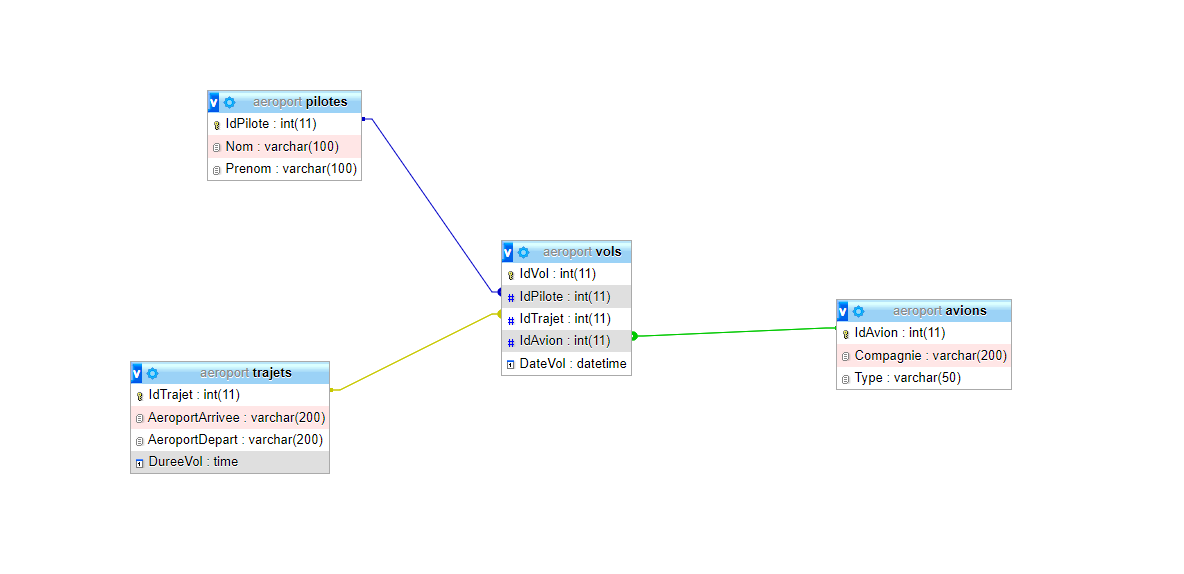 v aeroport pilotes
IdPilote : int(11)
Nom : varchar(100)
Prenom : varchar(100)
v aeroport vols
IdVol : int(11)
# IdPilote : int(11)
# IdTrajet : int(11)
# IdAvion : int(11)
DateVol : datetime
v aeroport avions
IdAvion : int(11)
Compagnie : varchar(200)
Type : varchar(50)
v aeroport trajets
IdTrajet : int(11)
AeroportArrivee : varchar(200)
AeroportDepart : varchar(200)
DureeVol : time